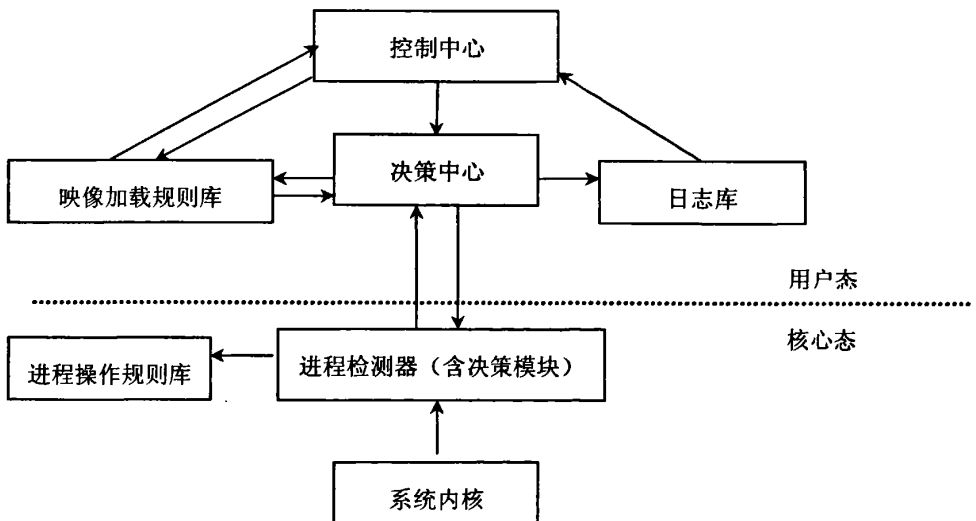 控制中心
决策中心
映像加载规则库
日志库
用户态
核心态
进程检测器（含决策模块）
进程操作规则库
系统内核